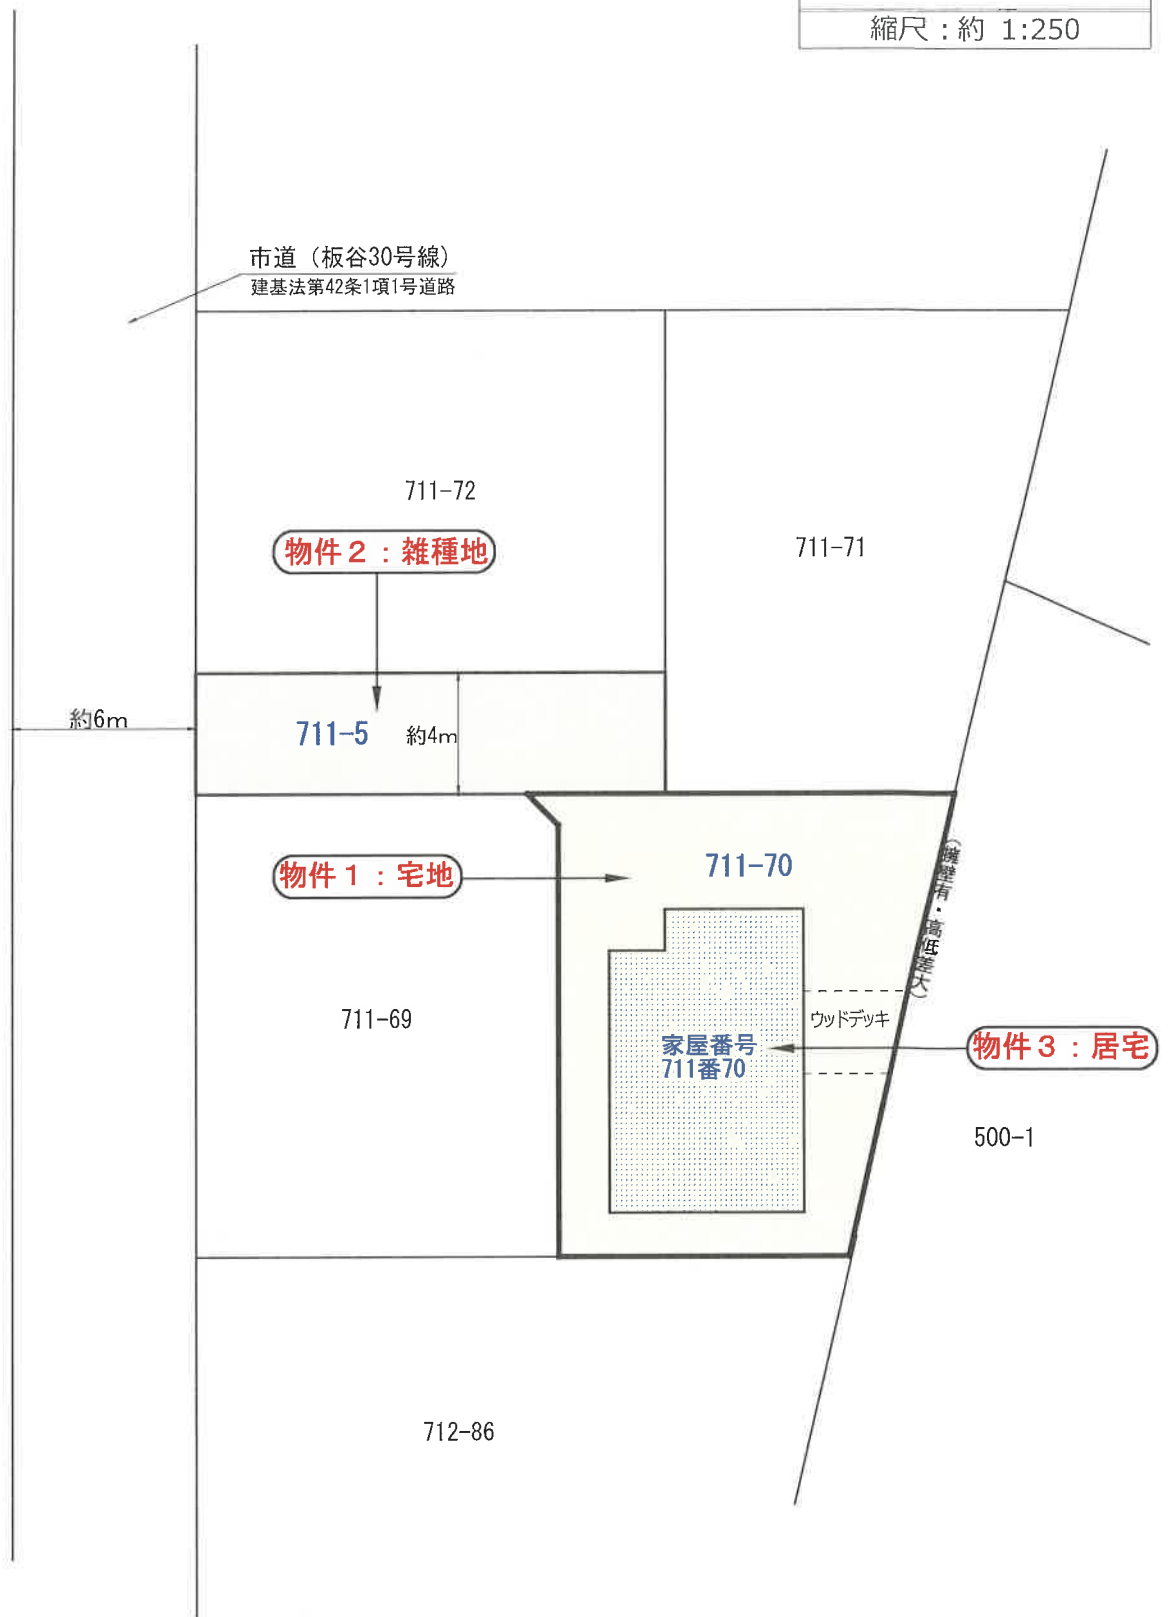 縮尺：約 1:250
市道（板谷30号線）
建基法第42条1項1号道路
711-72
物件２：雑種地
711-71
約6m
711-5
約4m
物件１：宅地
711-70
（擁壁有・高低差大）
711-69
ウッドデッキ
家屋番号
711番70
物件３：居宅
500-1
712-86